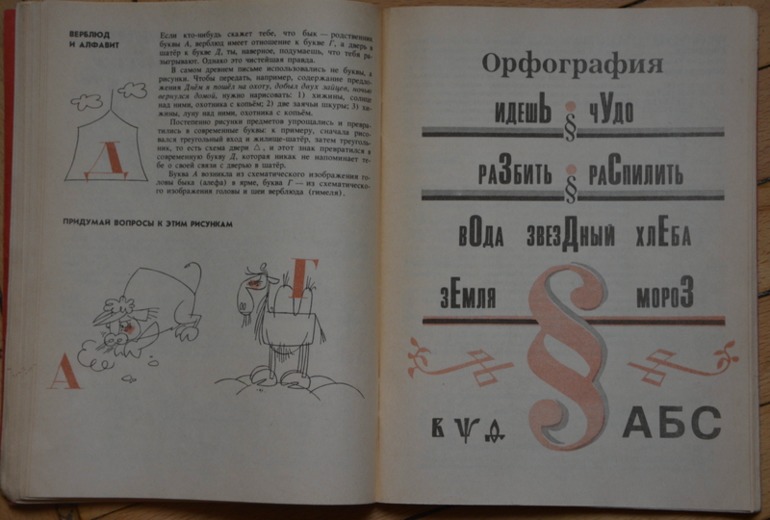 ВЕРБЛЮД
И АЛФАВИТ
Если кто-нибудь скажет тебе, что бык — родственник
буквы А, верблюд имеет отношение к букве Г, а дверь в
шатёр к букве Д, ты, наверное, подумаешь, что тебя ра-
зыгрывают. Однако это чистейшая правда.
В самом древнем письме использовались не буквы, а
рисунки. Чтобы передать, например, содержание предло-
жения Днём я пошёл на охоту, добыл двух зайцев, ночью
вернулся домой, нужно нарисовать: 1) хижины, солнце
над ними, охотника с копьём; 2) две заячьи шкуры; 3) хи-
жины, луну над ними, охотника с копьём.
Постепенно рисунки предметов упрощались и превра-
тились в современные буквы: к примеру, сначала рисо-
вался треугольный вход и жилище-шатёр, затем треуголь-
ник, то есть схема двери △, и этот знак превратился в
современную букву Д, которая никак не напоминает те-
бе о своей связи с дверью в шатёр.
Буква А возникла из схематического изображения го-
ловы быка (алефа) в ярме, буква Г — из схематическо-
го изображения головы и шеи верблюда (гимеля).
Д
ПРИДУМАЙ ВОПРОСЫ К ЭТИМ РИСУНКАМ
Г
А
Орфография
идешЬ § чУдо
раЗбить § раСпилить
вОда звезДный хлЕба
зЕмля мороЗ
§
АБС